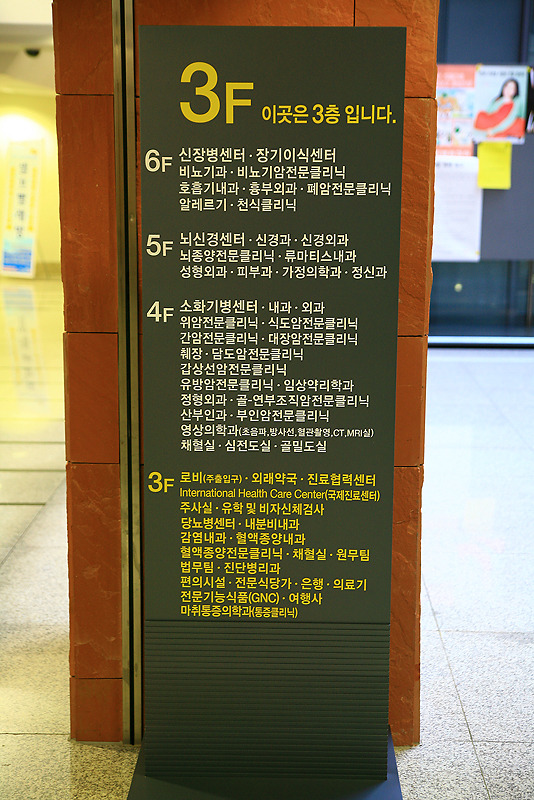 3F 이곳은 3층 입니다.
6F 신장병센터 · 장기이식센터
비뇨기과 · 비뇨기암전문클리닉
호흡기내과 · 흉부외과 · 폐암전문클리닉
알레르기 · 천식클리닉
5F 뇌신경센터 · 신경과 · 신경외과
뇌종양전문클리닉 · 류마티스내과
성형외과 · 피부과 · 가정의학과 · 정신과
4F 소화기병센터 · 내과 · 외과
위암전문클리닉 · 식도암전문클리닉
간암전문클리닉 · 대장암전문클리닉
췌장 · 담도암전문클리닉
갑상선암전문클리닉
유방암전문클리닉 · 임상약리학과
정형외과 · 골·연부조직암전문클리닉
산부인과 · 부인암전문클리닉
영상의학과(초음파,방사선,혈관촬영,CT,MRI실)
채혈실 · 심전도실 · 골밀도실
3F 로비(주출입구) · 외래약국 · 진료협력센터
International Health Care Center(국제진료센터)
주사실 · 유학 및 비자신체검사
당뇨병센터 · 내분비내과
감염내과 · 혈액종양내과
혈액종양전문클리닉 · 채혈실 · 원무팀
법무팀 · 진단병리과
편의시설 · 전문식당가 · 은행 · 의료기
전문기능식품(GNC) · 여행사
마취통증의학과(통증클리닉)